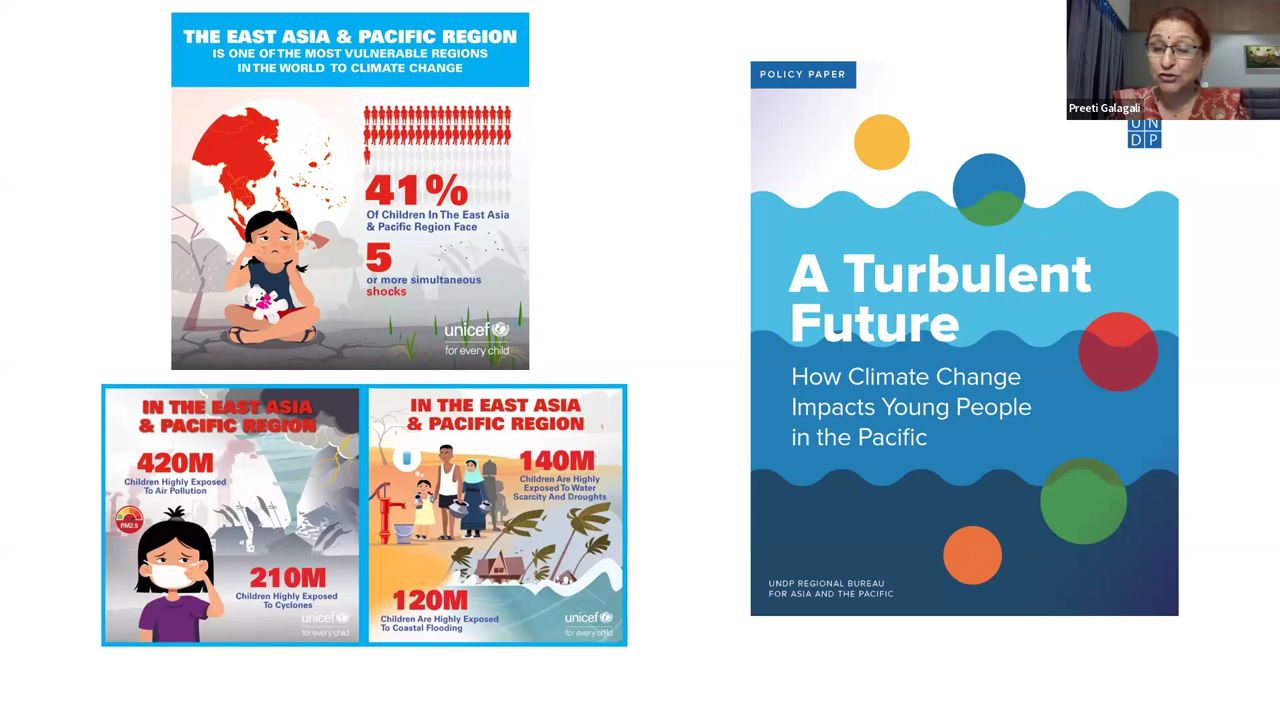 THE EAST ASIA & PACIFIC REGION
IS ONE OF THE MOST VULNERABLE REGIONS
IN THE WORLD TO CLIMATE CHANGE
41%
Of Children In The East Asia
& Pacific Region Face
5
or more simultaneous
shocks
unicef
for every child
IN THE EAST ASIA
& PACIFIC REGION
420M
Children Highly Exposed
To Air Pollution
PM2.5
210M
Children Highly Exposed
To Cyclones
unicef
for every child
IN THE EAST ASIA
& PACIFIC REGION
140M
Children Are Highly
Exposed To Water
Scarcity And Droughts
120M
Children Are Highly Exposed
To Coastal Flooding
unicef
for every child
POLICY PAPER
Preeti Galagali
U N
D P
A Turbulent
Future
How Climate Change
Impacts Young People
in the Pacific
UNDP REGIONAL BUREAU
FOR ASIA AND THE PACIFIC